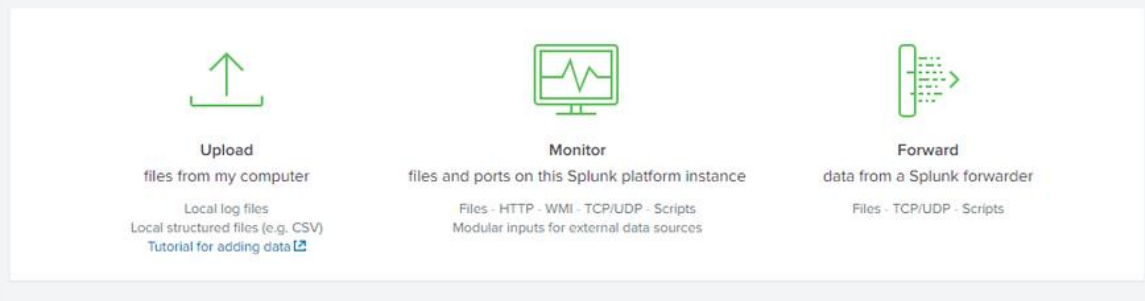 Upload
files from my computer
Local log files
Local structured files (e.g. CSV)
Tutorial for adding data
Monitor
files and ports on this Splunk platform instance
Files - HTTP - WMI - TCP/UDP - Scripts
Modular inputs for external data sources
Forward
data from a Splunk forwarder
Files - TCP/UDP - Scripts